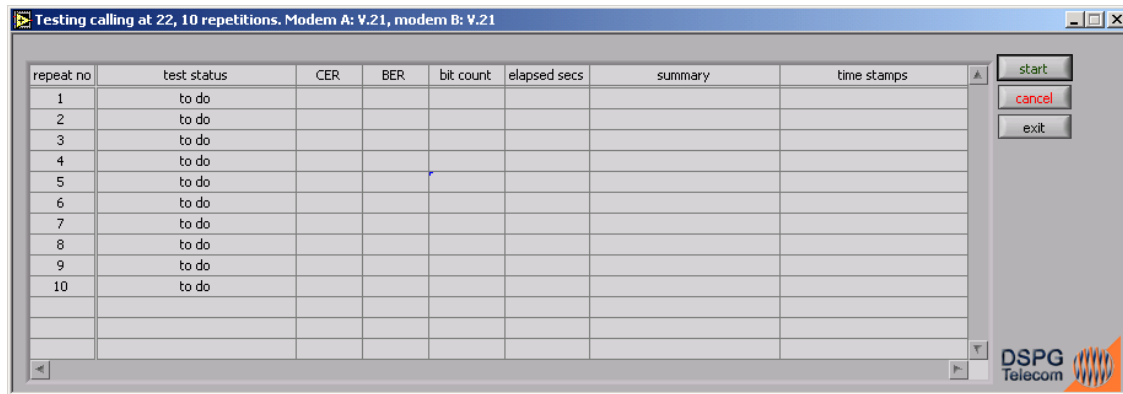 Testing calling at 22, 10 repetitions. Modem A: V.21, modem B: V.21
repeat no test status CER BER bit count elapsed secs summary time stamps
start
1 to do
cancel
2 to do
exit
3 to do
4 to do
5 to do
6 to do
7 to do
8 to do
9 to do
10 to do
DSPG
Telecom